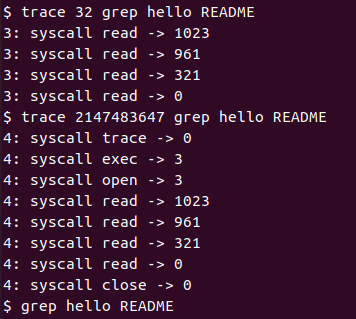 $ trace 32 grep hello README
3: syscall read -> 1023
3: syscall read -> 961
3: syscall read -> 321
3: syscall read -> 0
$ trace 2147483647 grep hello README
4: syscall trace -> 0
4: syscall exec -> 3
4: syscall open -> 3
4: syscall read -> 1023
4: syscall read -> 961
4: syscall read -> 321
4: syscall read -> 0
4: syscall close -> 0
$ grep hello README